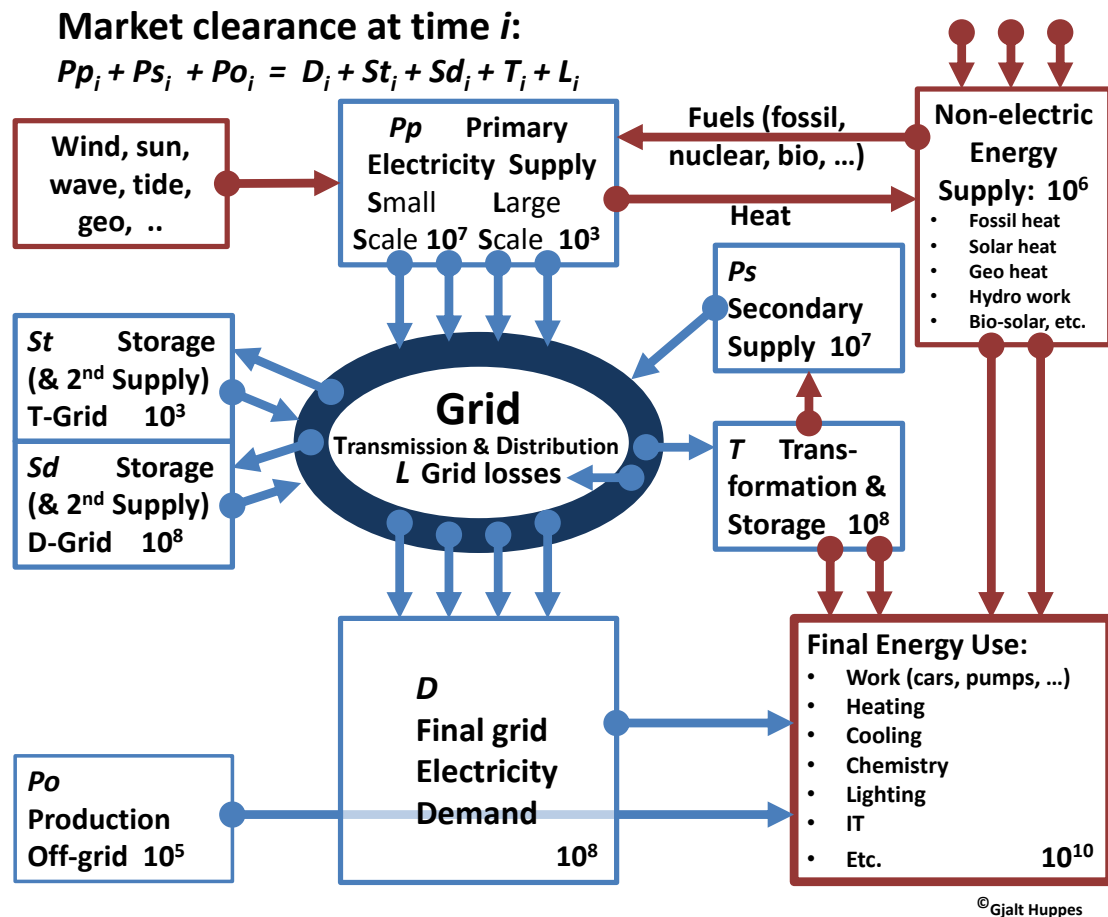 Market clearance at time i:
Ppᵢ + Psᵢ + Poᵢ = Dᵢ + Stᵢ + Sdᵢ + Tᵢ + Lᵢ
Wind, sun,
wave, tide,
geo, ..
Pp Primary
Electricity Supply
Small Large
Scale 10⁷ Scale 10³
Fuels (fossil,
nuclear, bio, ...)
Heat
Non-electric
Energy
Supply: 10⁶
• Fossil heat
• Solar heat
• Geo heat
• Hydro work
• Bio-solar, etc.
Ps
Secondary
Supply 10⁷
St Storage
(& 2ⁿᵈ Supply)
T-Grid 10³
Sd Storage
(& 2ⁿᵈ Supply)
D-Grid 10⁸
Grid
Transmission & Distribution
L Grid losses
T Trans-
formation &
Storage 10⁸
D
Final grid
Electricity
Demand
10⁸
Po
Production
Off-grid 10⁵
Final Energy Use:
• Work (cars, pumps, ...)
• Heating
• Cooling
• Chemistry
• Lighting
• IT
• Etc. 10¹⁰
©Gjalt Huppes